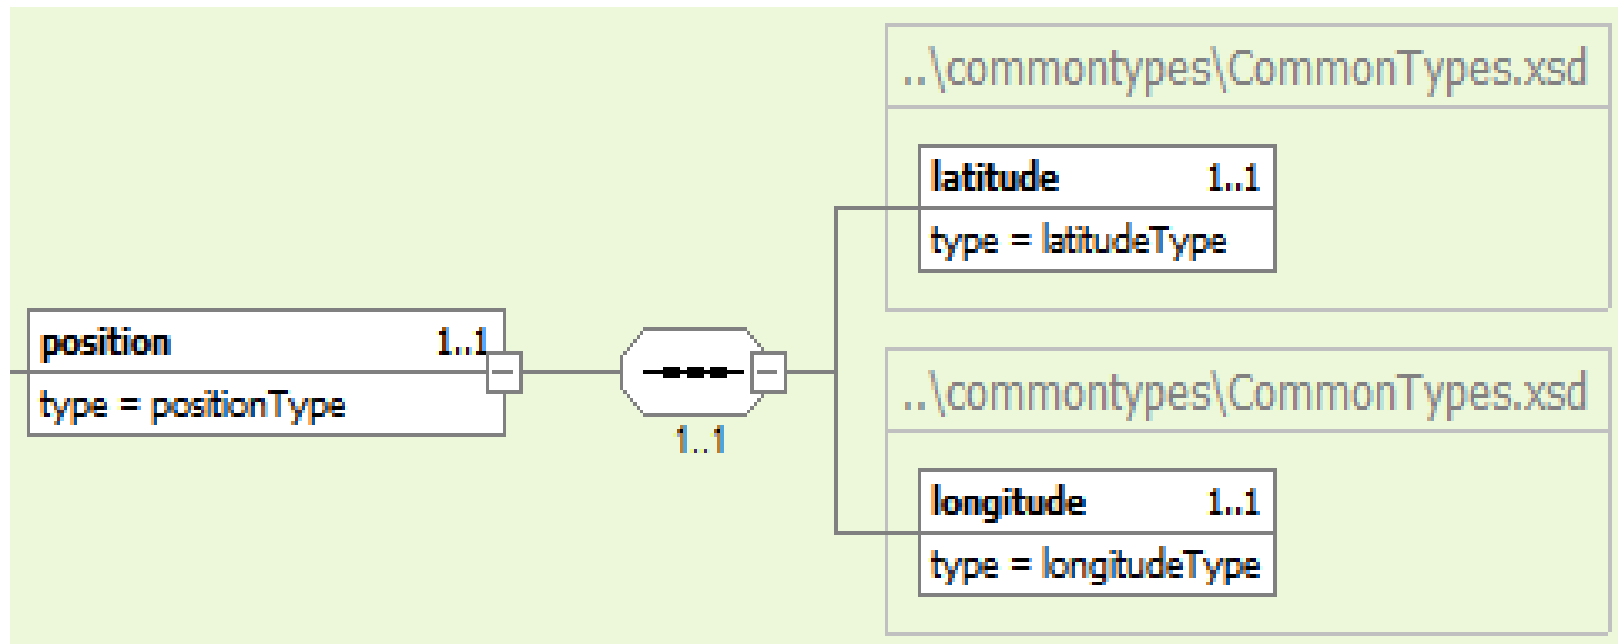 ..\commontypes\CommonTypes.xsd
latitude 1..1
type = latitudeType
position 1..1
type = positionType
1..1
..\commontypes\CommonTypes.xsd
longitude 1..1
type = longitudeType